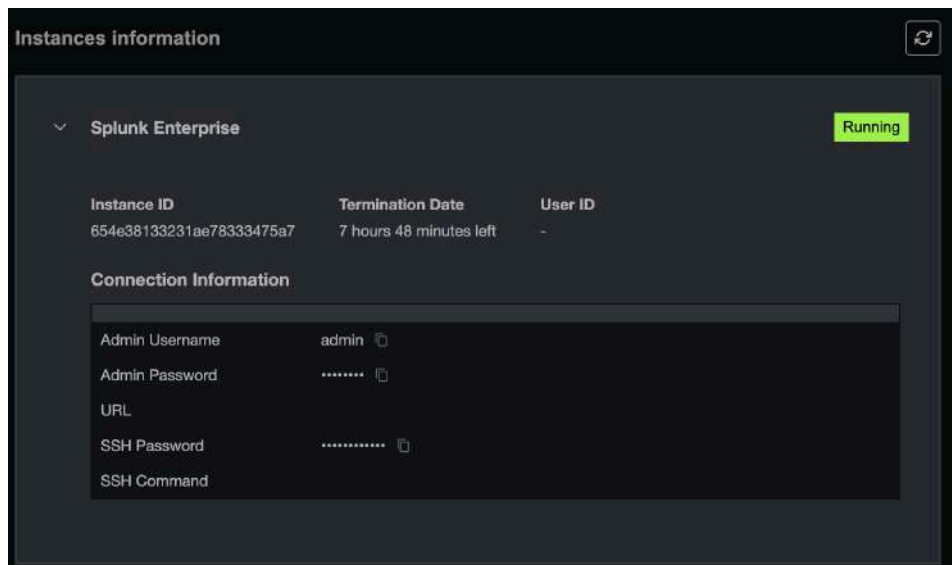 Instances information
Splunk Enterprise
Running
Instance ID Termination Date User ID
654e38133231ae78333475a7 7 hours 48 minutes left -
Connection Information
Admin Username admin
Admin Password ••••••••
URL
SSH Password ••••••••••••
SSH Command